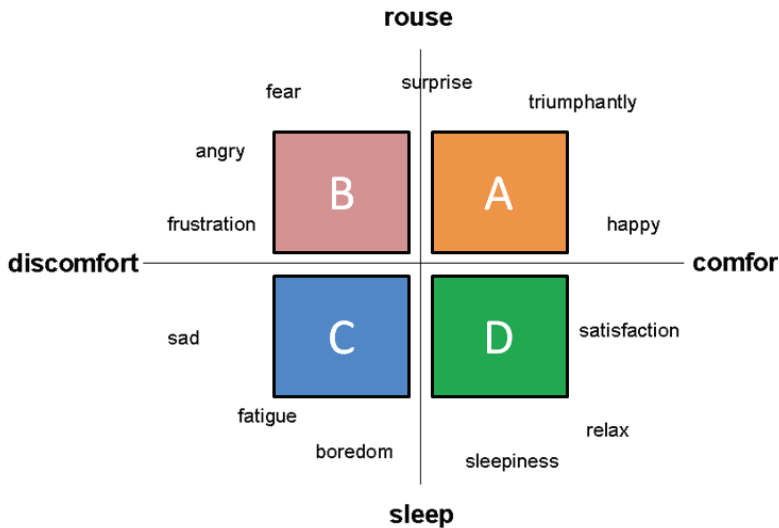 rouse
surprise
fear
triumphantly
angry
B
A
frustration
happy
discomfort
comfor
sad
C
D
satisfaction
fatigue
boredom
relax
sleepiness
sleep